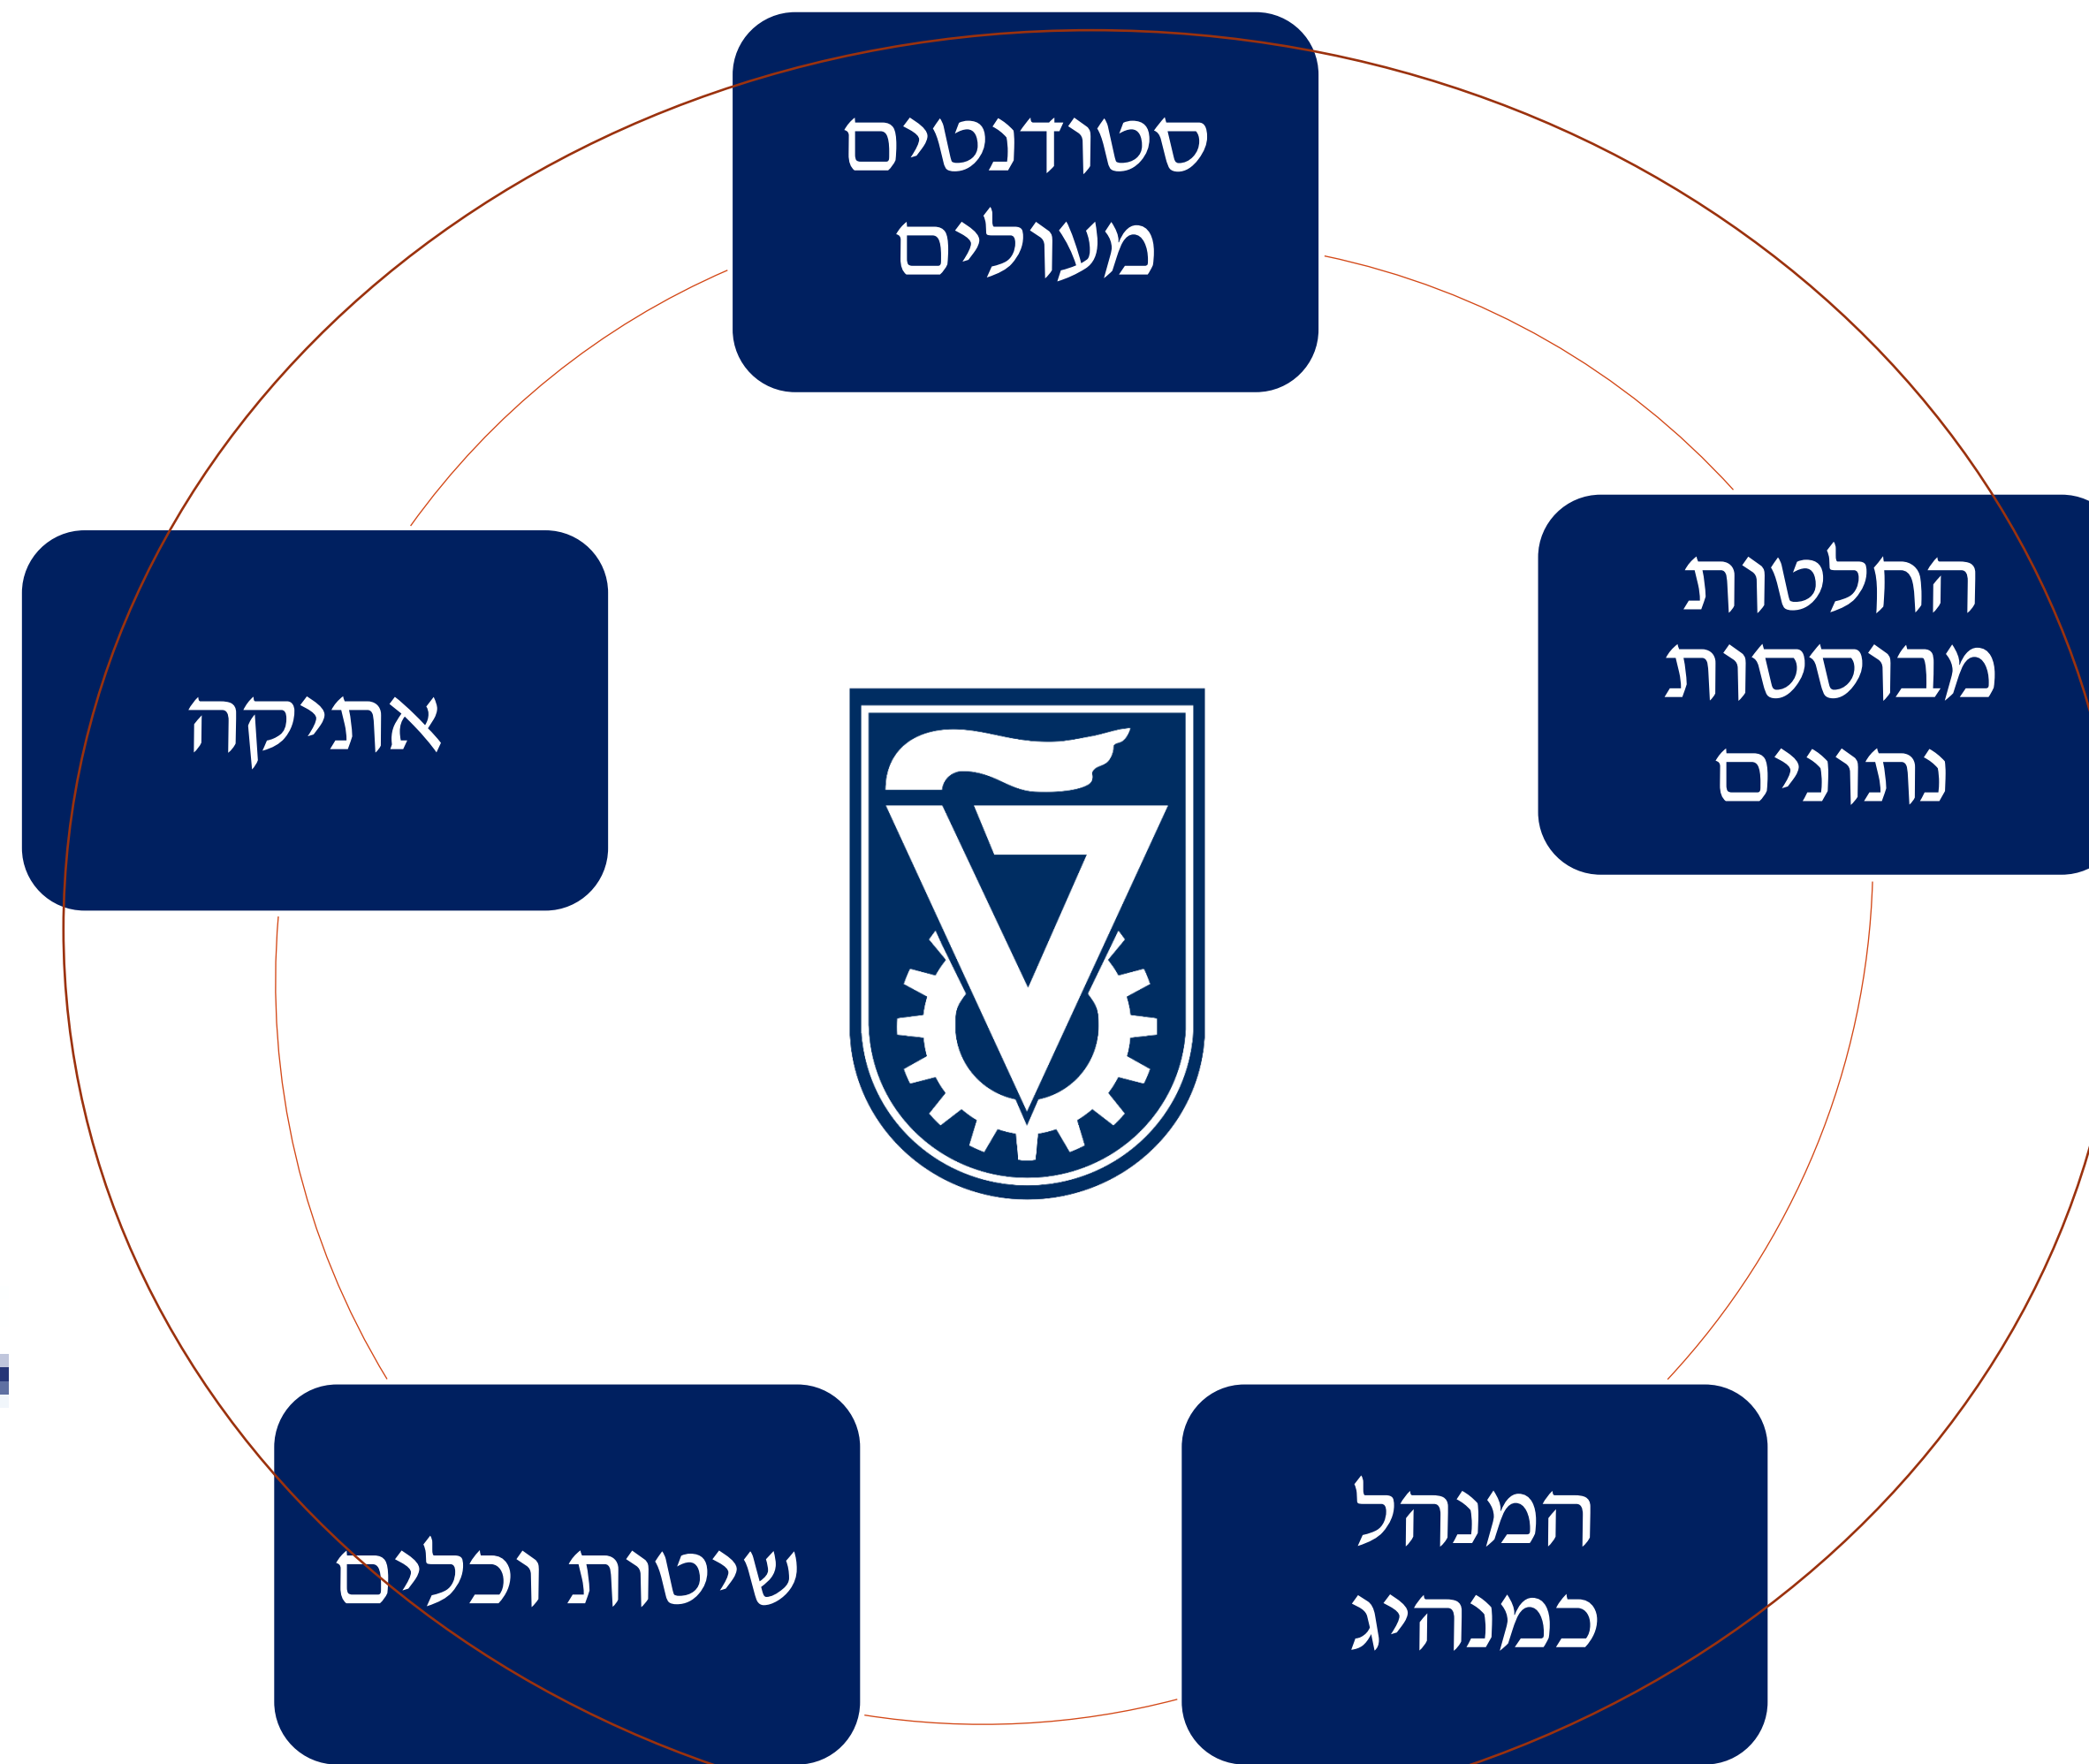 סטודנטים
מעולים
החלטות
מבוססות
נתונים
המנהל
כמנהיג
שיטות וכלים
אתיקה